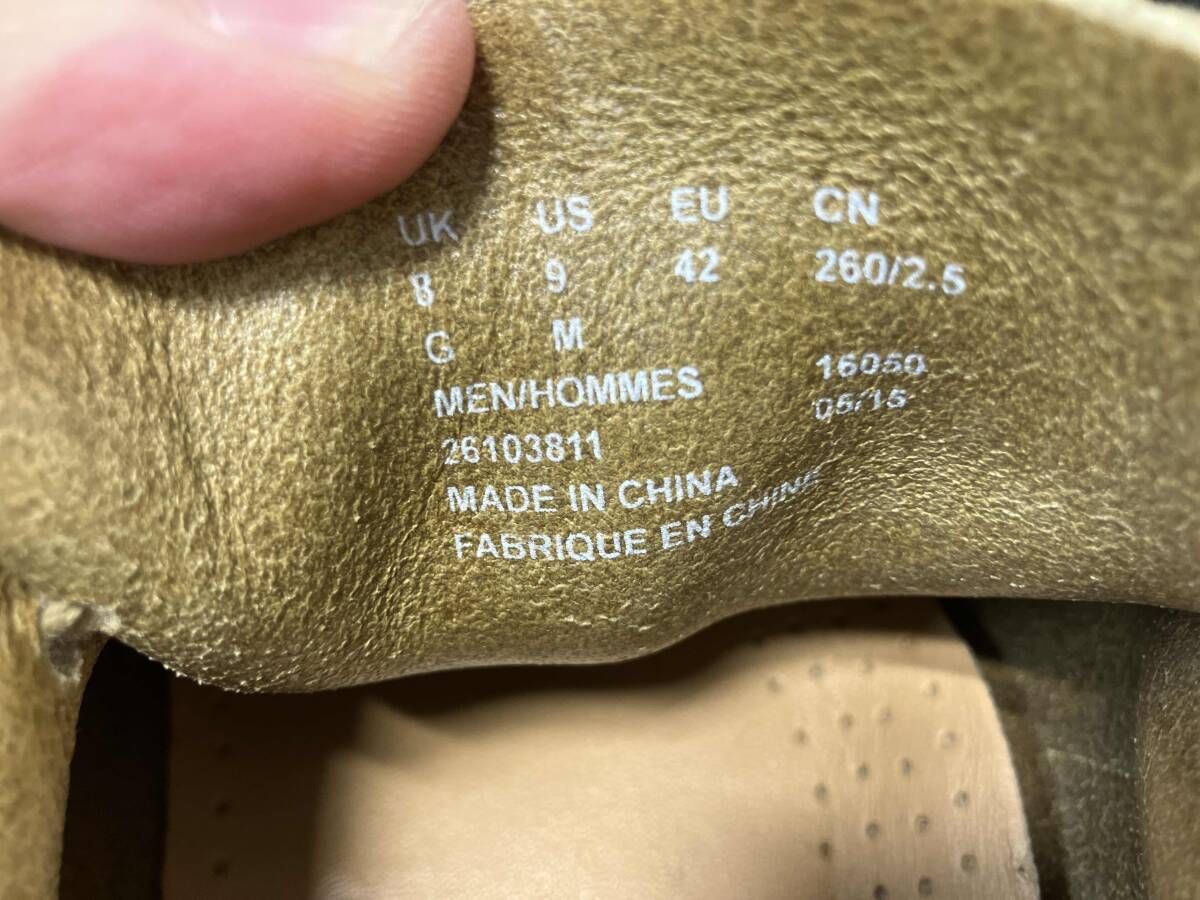 UK US EU CN
8 9 42 260/2.5
G M
MEN/HOMMES 16050
26103811 05/15
MADE IN CHINA
FABRIQUE EN CHINE